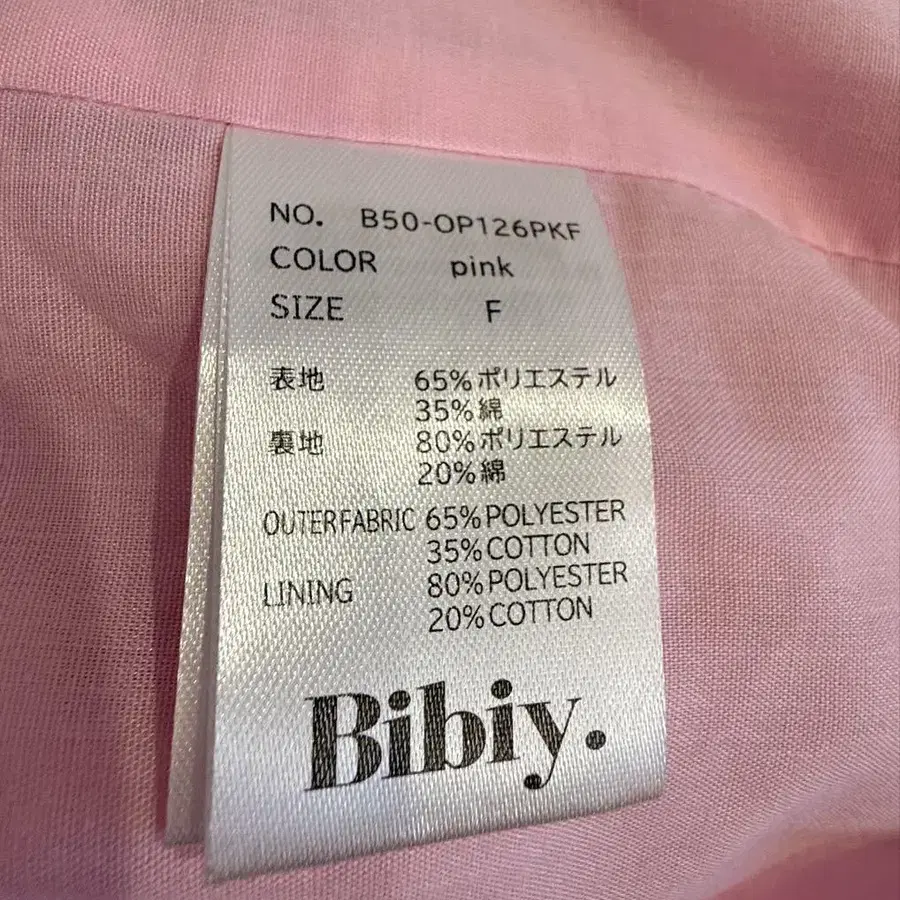 NO. B50-OP126PKF
COLOR pink
SIZE F
表地 65%ポリエステル
35%綿
裏地 80%ポリエステル
20%綿
OUTERFABRIC 65%POLYESTER
35%COTTON
LINING 80%POLYESTER
20%COTTON
Bibiy.